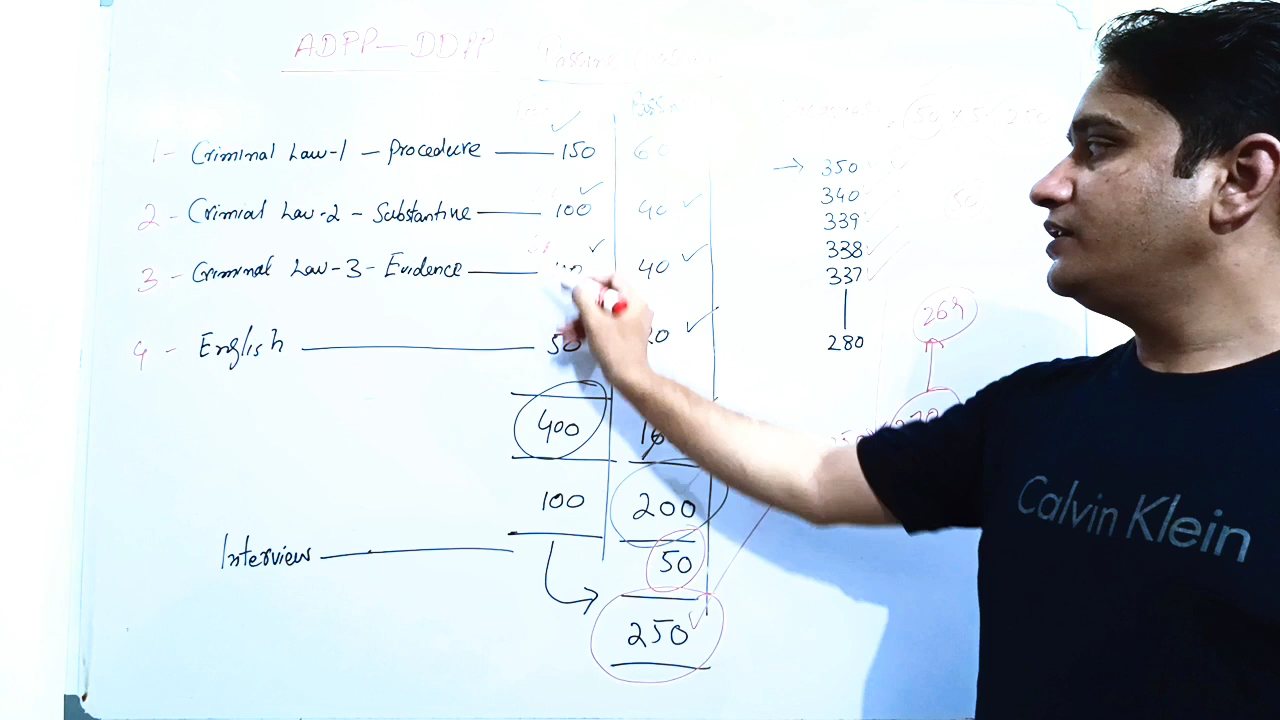 ADPP - DDPP
1 - Criminal Law-1 - Procedure — 150 60
2 - Crimial Law-2 - Substantine — 100 40
3 - Criminal Law-3 - Evidence — 40
4 - English — 50
400
100 200
Interview — 50
250
→ 350
340
339
338
337
280
269
Calvin Klein